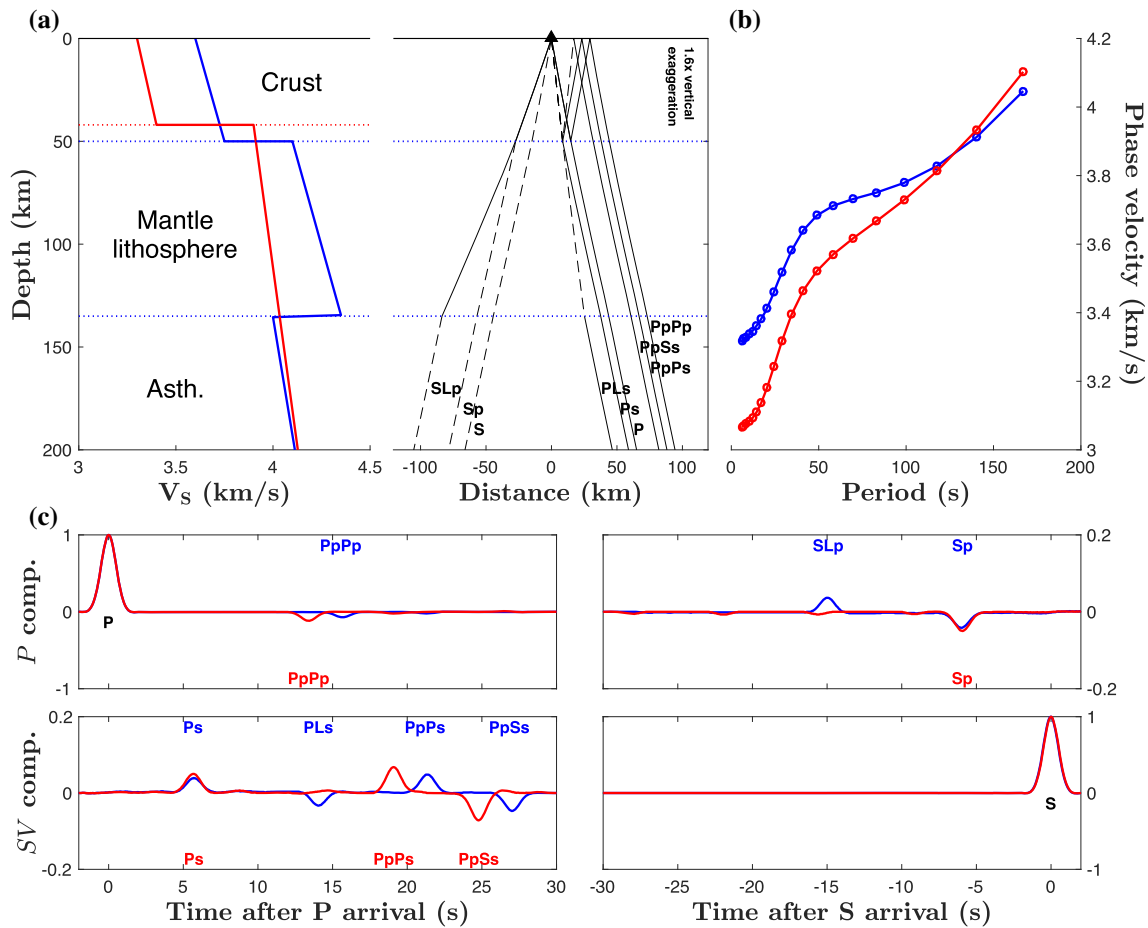 (a)
(b)
0
50
100
150
200
Depth (km)
Crust
Mantle
lithosphere
Asth.
3
3.5
4
4.5
V_S (km/s)
1.6x vertical
exaggeration
PpPp
PpSs
PpPs
SLp
Sp
S
PLs
Ps
P
-100
-50
0
50
100
Distance (km)
4.2
4
3.8
3.6
3.4
3.2
3
Phase velocity (km/s)
0
50
100
150
200
Period (s)
(c)
1
0
-1
P comp.
PpPp
P
PpPp
SLp
Sp
Sp
0.2
0
-0.2
0.2
0
-0.2
SV comp.
Ps
PLs
PpPs
PpSs
Ps
PpPs
PpSs
0
5
10
15
20
25
30
Time after P arrival (s)
S
1
0
-1
-30
-25
-20
-15
-10
-5
0
Time after S arrival (s)